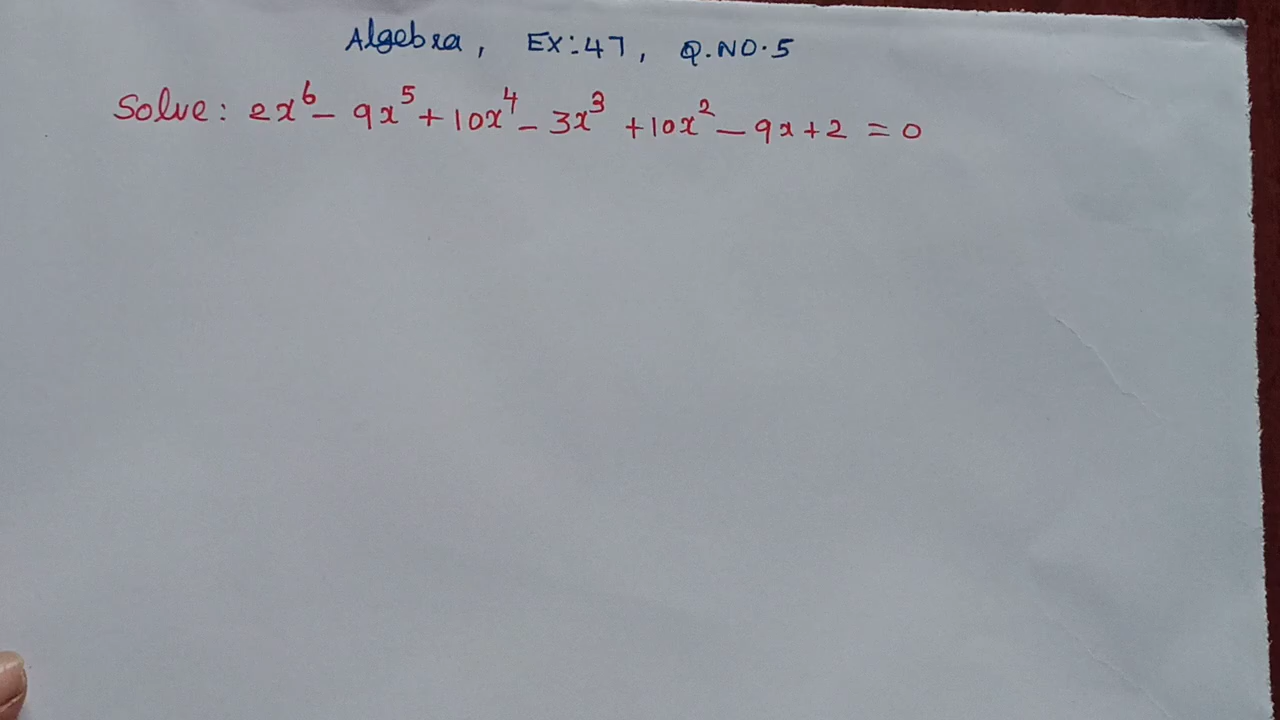 Algebra, EX:47, Q.NO.5
Solve: 2x⁶ - 9x⁵ + 10x⁴ - 3x³ + 10x² - 9x + 2 = 0